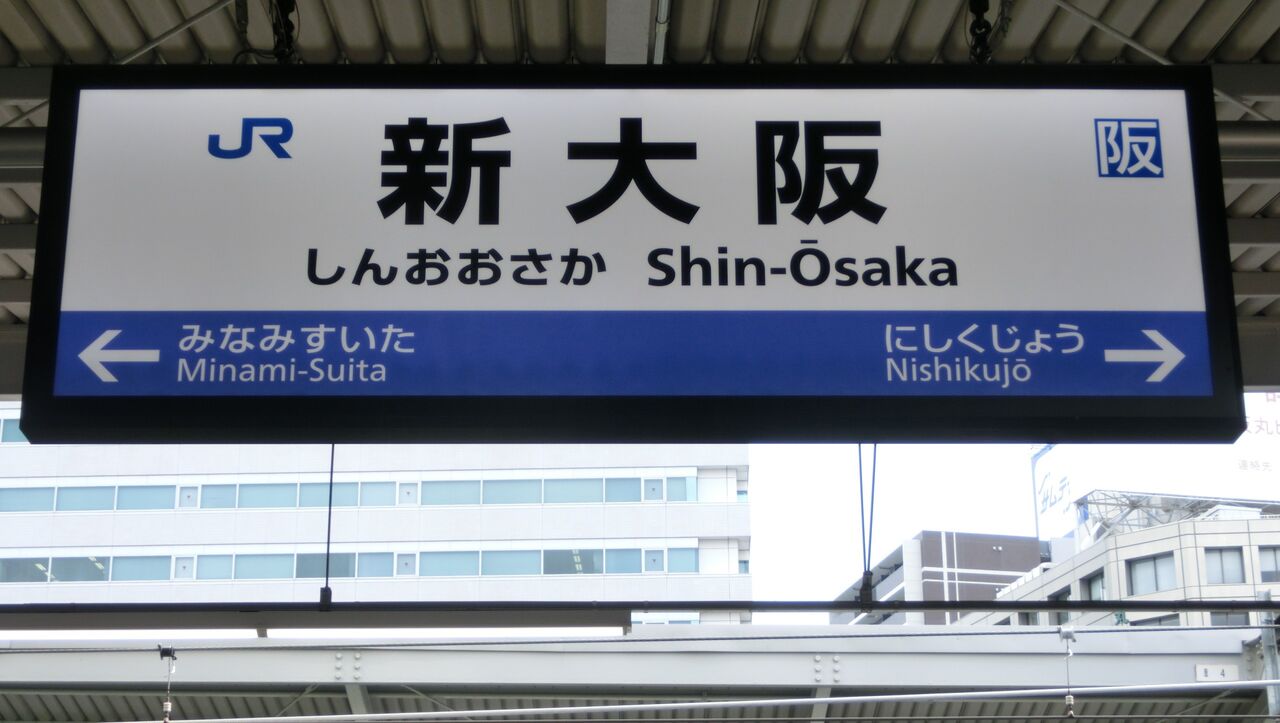 JR 新大阪 阪
しんおおさか Shin-Ōsaka
← みなみすいた にしくじょう →
Minami-Suita Nishikujō